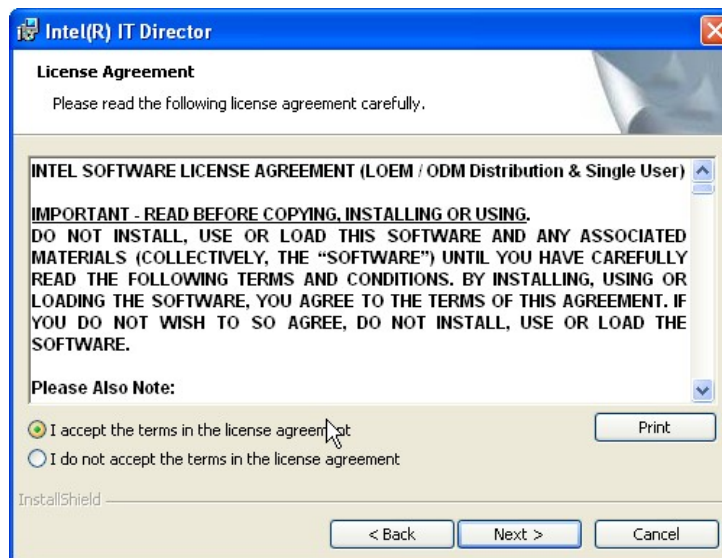 Intel(R) IT Director
License Agreement
Please read the following license agreement carefully.
INTEL SOFTWARE LICENSE AGREEMENT (LOEM / ODM Distribution & Single User)
IMPORTANT - READ BEFORE COPYING, INSTALLING OR USING.
DO NOT INSTALL, USE OR LOAD THIS SOFTWARE AND ANY ASSOCIATED
MATERIALS (COLLECTIVELY, THE “SOFTWARE”) UNTIL YOU HAVE CAREFULLY
READ THE FOLLOWING TERMS AND CONDITIONS. BY INSTALLING, USING OR
LOADING THE SOFTWARE, YOU AGREE TO THE TERMS OF THIS AGREEMENT. IF
YOU DO NOT WISH TO SO AGREE, DO NOT INSTALL, USE OR LOAD THE
SOFTWARE.
Please Also Note:
I accept the terms in the license agreement
Print
I do not accept the terms in the license agreement
InstallShield
< Back Next > Cancel